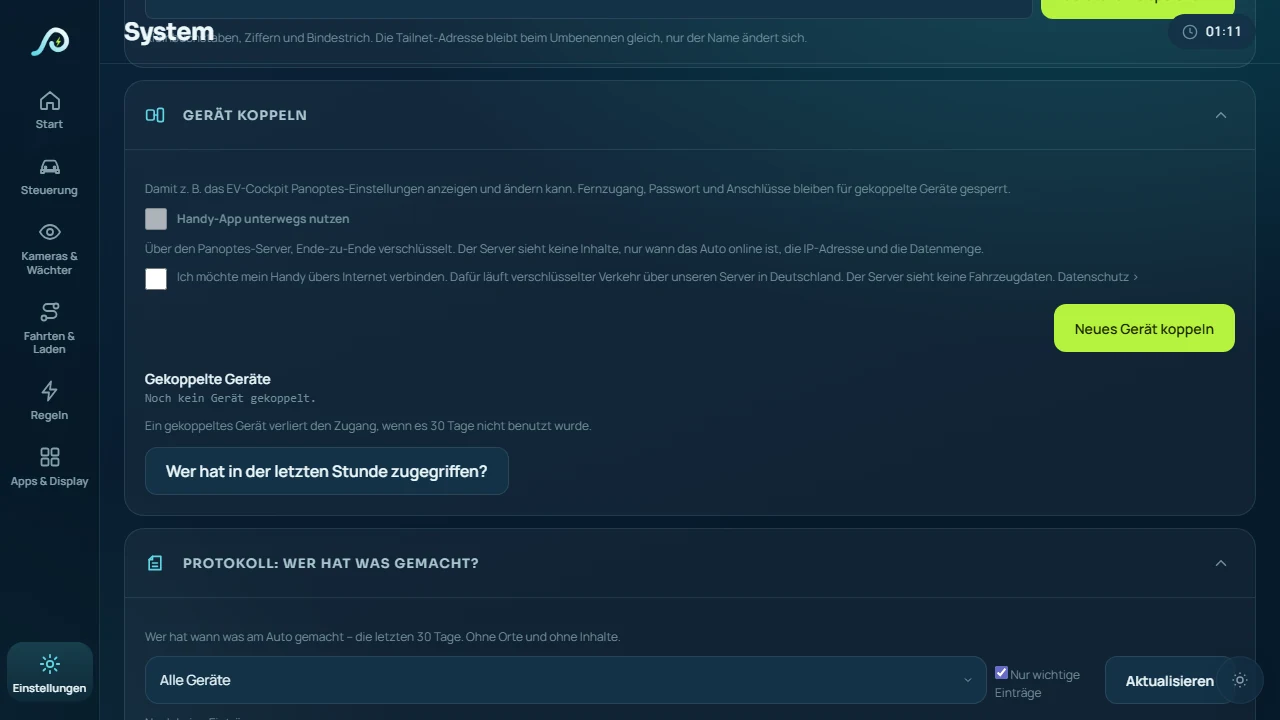 System
Ziffern und Bindestrich. Die Tailnet-Adresse bleibt beim Umbenennen gleich, nur der Name ändert sich.
01:11
Start
Steuerung
Kameras &
Wächter
Fahrten &
Laden
Regeln
Apps & Display
Einstellungen
GERÄT KOPPELN
Damit z. B. das EV-Cockpit Panoptes-Einstellungen anzeigen und ändern kann. Fernzugang, Passwort und Anschlüsse bleiben für gekoppelte Geräte gesperrt.
Handy-App unterwegs nutzen
Über den Panoptes-Server, Ende-zu-Ende verschlüsselt. Der Server sieht keine Inhalte, nur wann das Auto online ist, die IP-Adresse und die Datenmenge.
Ich möchte mein Handy übers Internet verbinden. Dafür läuft verschlüsselter Verkehr über unseren Server in Deutschland. Der Server sieht keine Fahrzeugdaten. Datenschutz ›
Neues Gerät koppeln
Gekoppelte Geräte
Noch kein Gerät gekoppelt.
Ein gekoppeltes Gerät verliert den Zugang, wenn es 30 Tage nicht benutzt wurde.
Wer hat in der letzten Stunde zugegriffen?
PROTOKOLL: WER HAT WAS GEMACHT?
Wer hat wann was am Auto gemacht – die letzten 30 Tage. Ohne Orte und ohne Inhalte.
Alle Geräte
Nur wichtige
Einträge
Aktualisieren